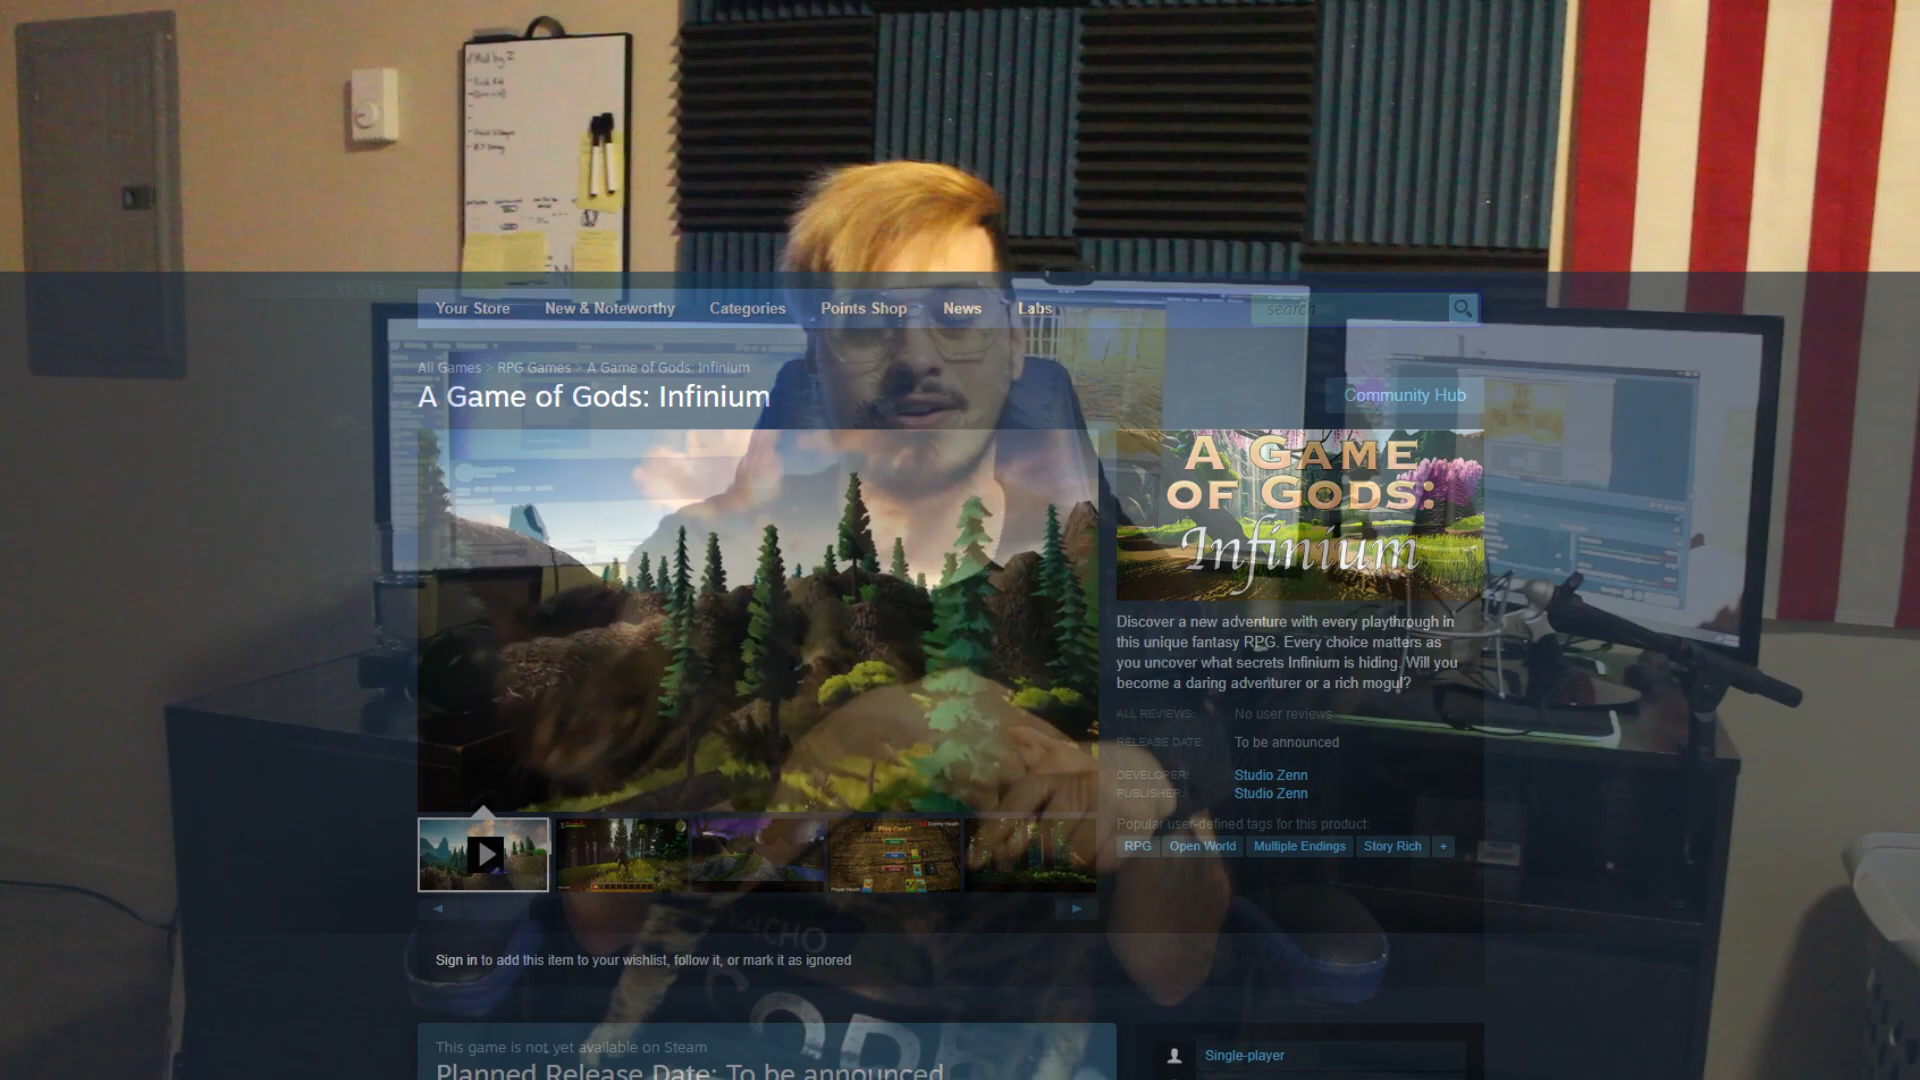 Your Store New & Noteworthy Categories Points Shop News Labs search
All Games > RPG Games > A Game of Gods: Infinium
A Game of Gods: Infinium
Community Hub
A GAME
OF GODS:
Infinium
Discover a new adventure with every playthrough in
this unique fantasy RPG. Every choice matters as
you uncover what secrets Infinium is hiding. Will you
become a daring adventurer or a rich mogul?
ALL REVIEWS: No user reviews
RELEASE DATE: To be announced
DEVELOPER: Studio Zenn
PUBLISHER: Studio Zenn
Popular user-defined tags for this product:
RPG Open World Multiple Endings Story Rich +
Play Card?
Sign in to add this item to your wishlist, follow it, or mark it as ignored
MACHO
This game is not yet available on Steam
Planned Release Date: To be announced
Single-player